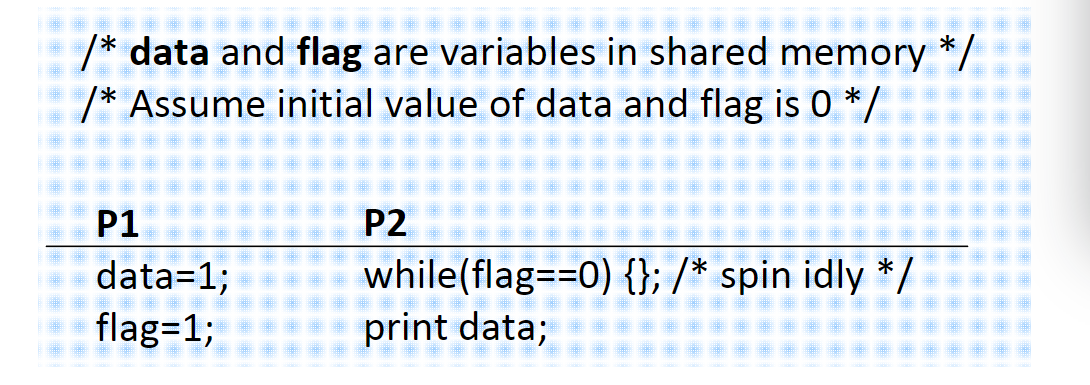 /* data and flag are variables in shared memory */
/* Assume initial value of data and flag is 0 */
P1 P2
data=1; while(flag==0) {}; /* spin idly */
flag=1; print data;